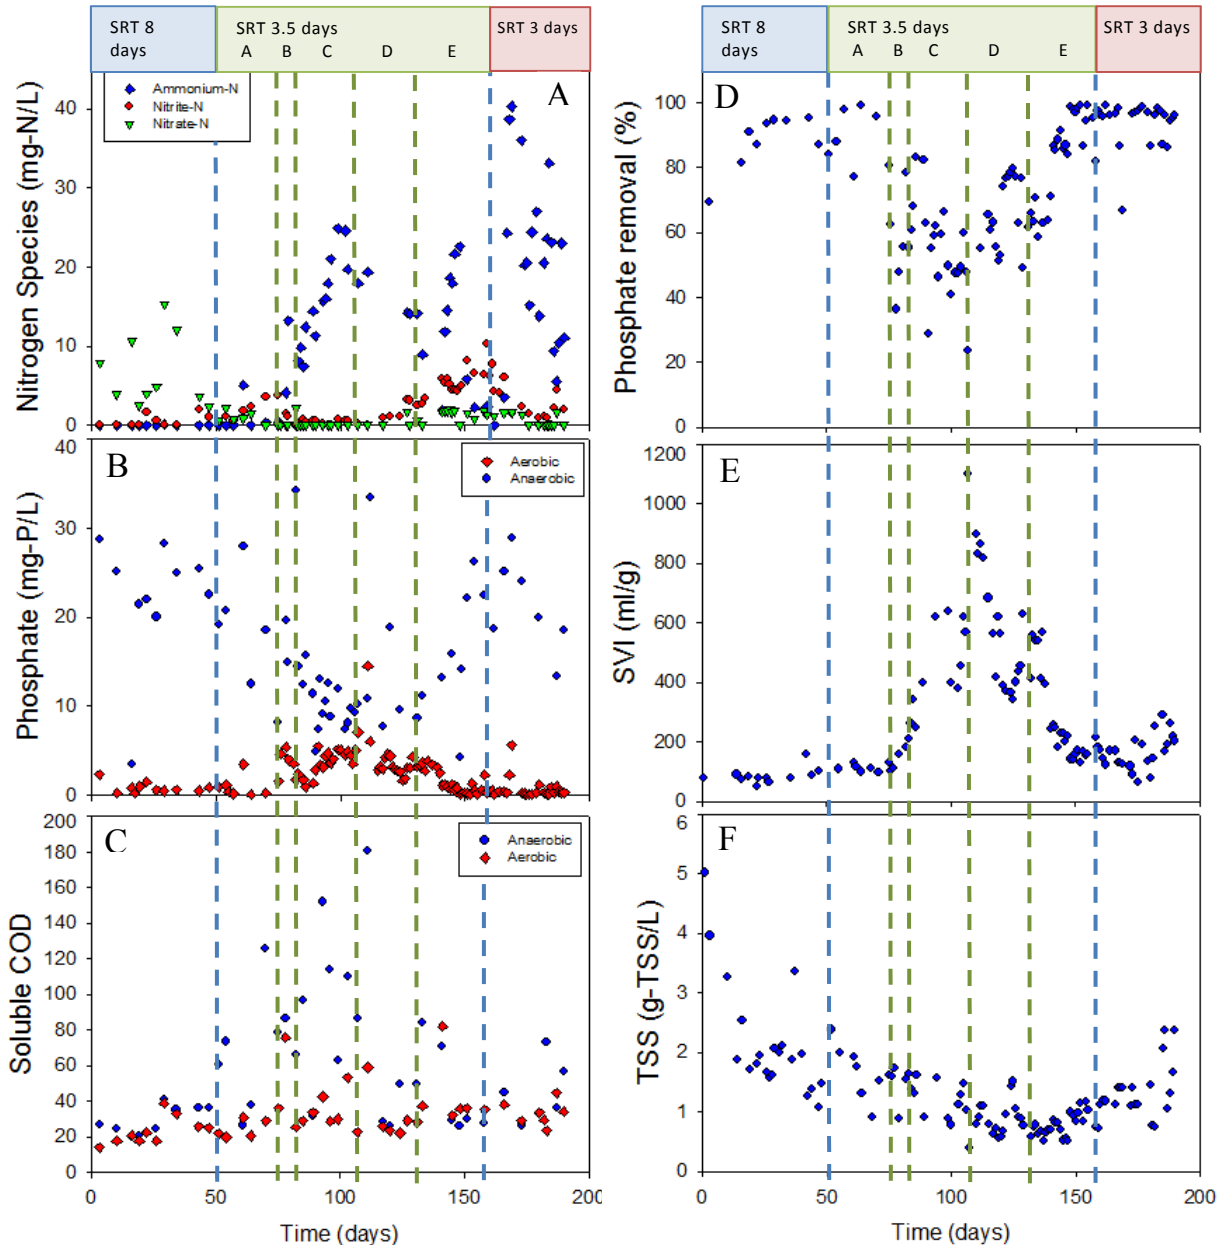 SRT 8 days
SRT 3.5 days
A B C D E
SRT 3 days
SRT 8 days
SRT 3.5 days
A B C D E
SRT 3 days
A
Ammonium-N
Nitrite-N
Nitrate-N
Nitrogen Species (mg-N/L)
40
30
20
10
0
B
Aerobic
Anaerobic
Phosphate (mg-P/L)
40
30
20
10
0
C
Anaerobic
Aerobic
Soluble COD
200
180
160
140
120
100
80
60
40
20
0
0 50 100 150 200
Time (days)
D
Phosphate removal (%)
100
80
60
40
20
0
E
SVI (ml/g)
1200
1000
800
600
400
200
0
F
TSS (g-TSS/L)
6
5
4
3
2
1
0
0 50 100 150 200
Time (days)